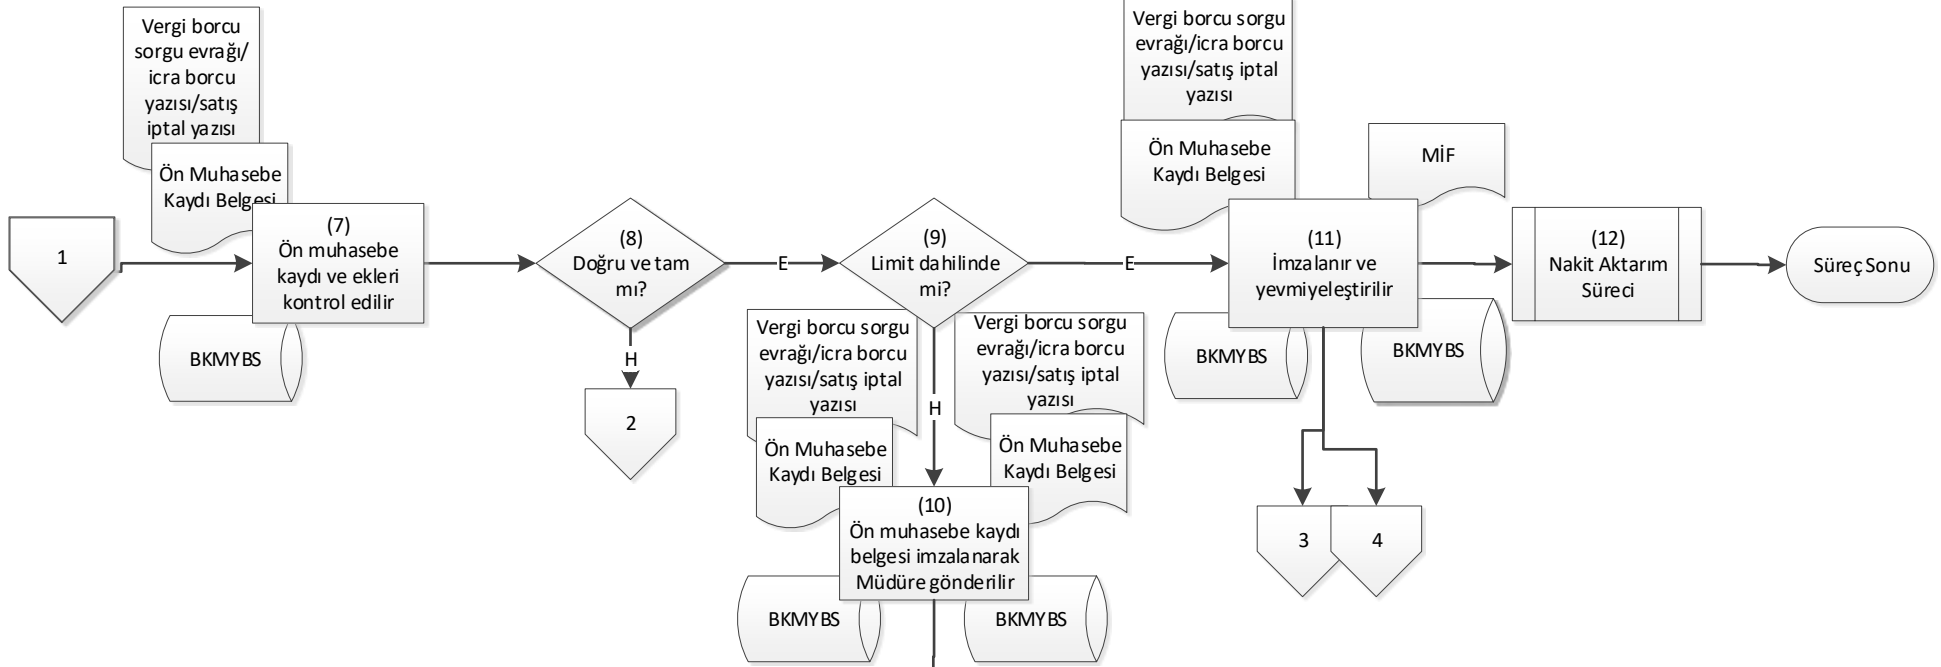 Vergi borcu
sorgu evrağı/
icra borcu
yazısı/satış
iptal yazısı
Ön Muhasebe
Kaydı Belgesi
1
(7)
Ön muhasebe
kaydı ve ekleri
kontrol edilir
BKMYBS
(8)
Doğru ve tam
mı?
E
H
2
(9)
Limit dahilinde
mi?
E
H
Vergi borcu sorgu
evrağı/icra borcu
yazısı/satış iptal
yazısı
Ön Muhasebe
Kaydı Belgesi
Vergi borcu sorgu
evrağı/icra borcu
yazısı/satış iptal
yazısı
Ön Muhasebe
Kaydı Belgesi
(10)
Ön muhasebe kaydı
belgesi imzalanarak
Müdüre gönderilir
BKMYBS
BKMYBS
Vergi borcu sorgu
evrağı/icra borcu
yazısı/satış iptal
yazısı
Ön Muhasebe
Kaydı Belgesi
MİF
(11)
İmzalanır ve
yevmiyeleştirilir
BKMYBS
BKMYBS
3
4
(12)
Nakit Aktarım
Süreci
Süreç Sonu